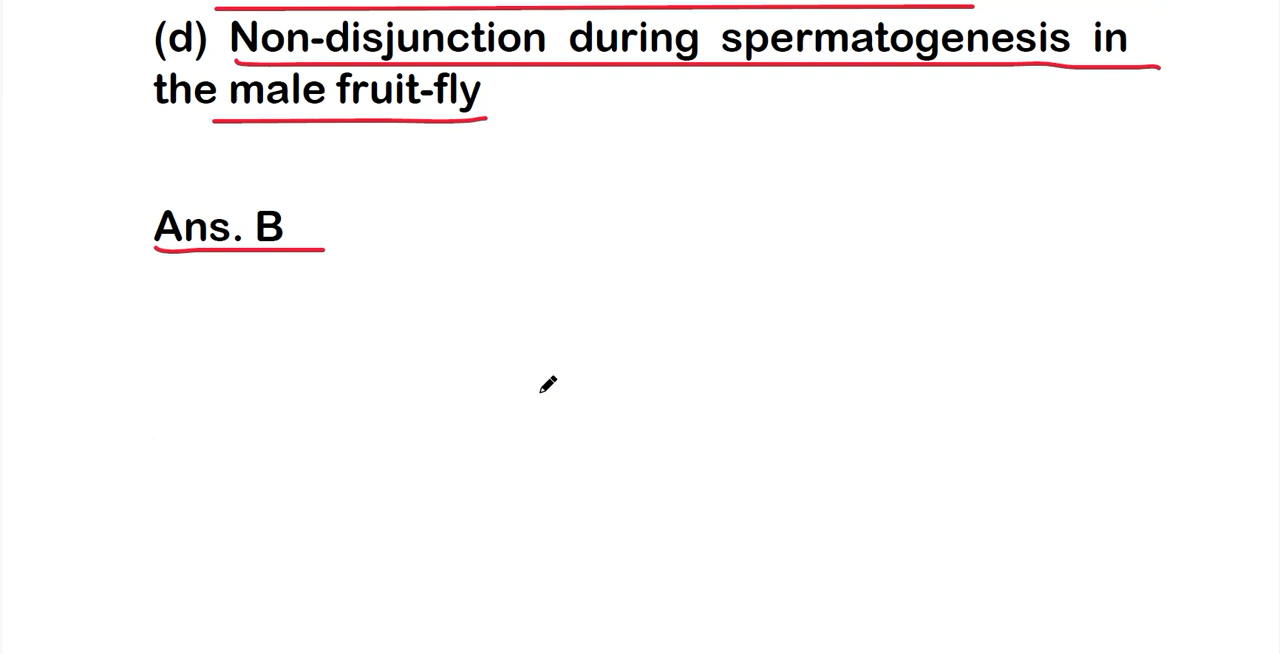 (d) Non-disjunction during spermatogenesis in
the male fruit-fly
Ans. B